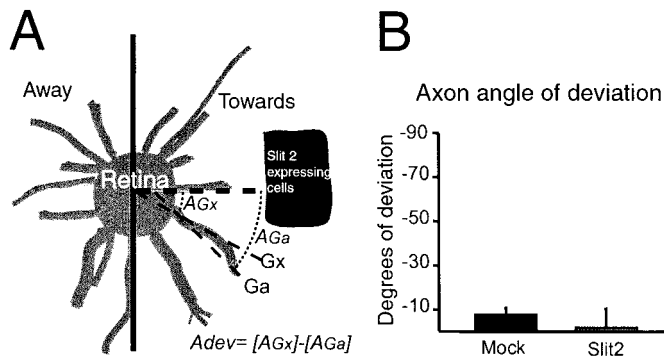 A
Away
Towards
Retina
Slit 2
expressing
cells
AGx
AGa
Gx
Ga
Adev= [AGx]-[AGa]
B
Axon angle of deviation
Degrees of deviation
-90
-70
-50
-30
-10
Mock
Slit2